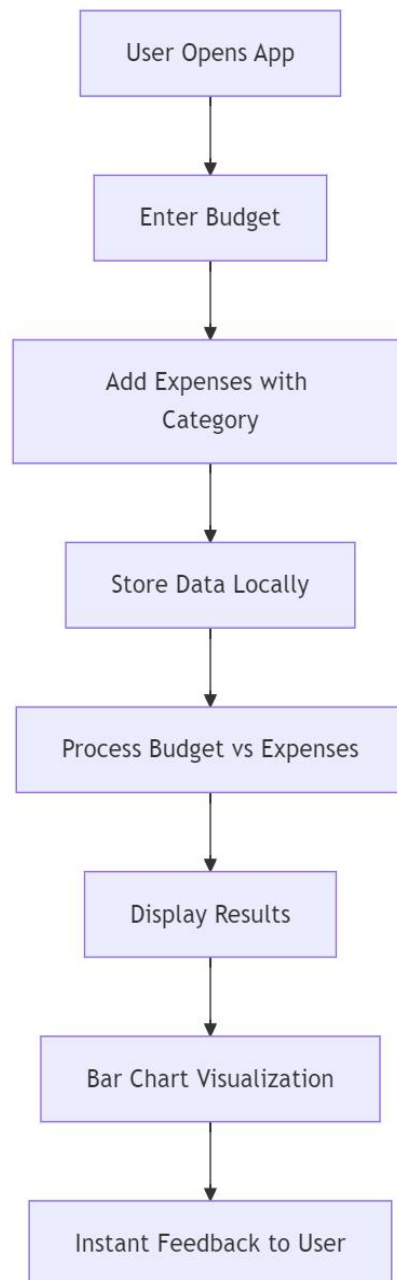 User Opens App
Enter Budget
Add Expenses with
Category
Store Data Locally
Process Budget vs Expenses
Display Results
Bar Chart Visualization
Instant Feedback to User